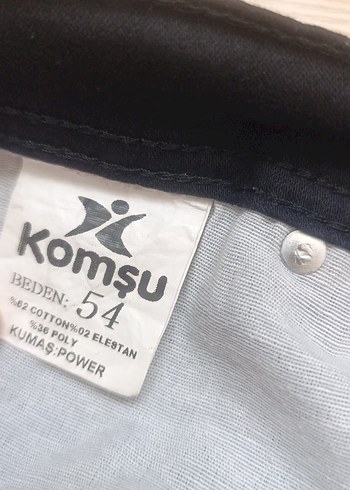 Komşu
BEDEN: 54
%62 COTTON%02 ELESTAN
%36 POLY
KUMAŞ:POWER